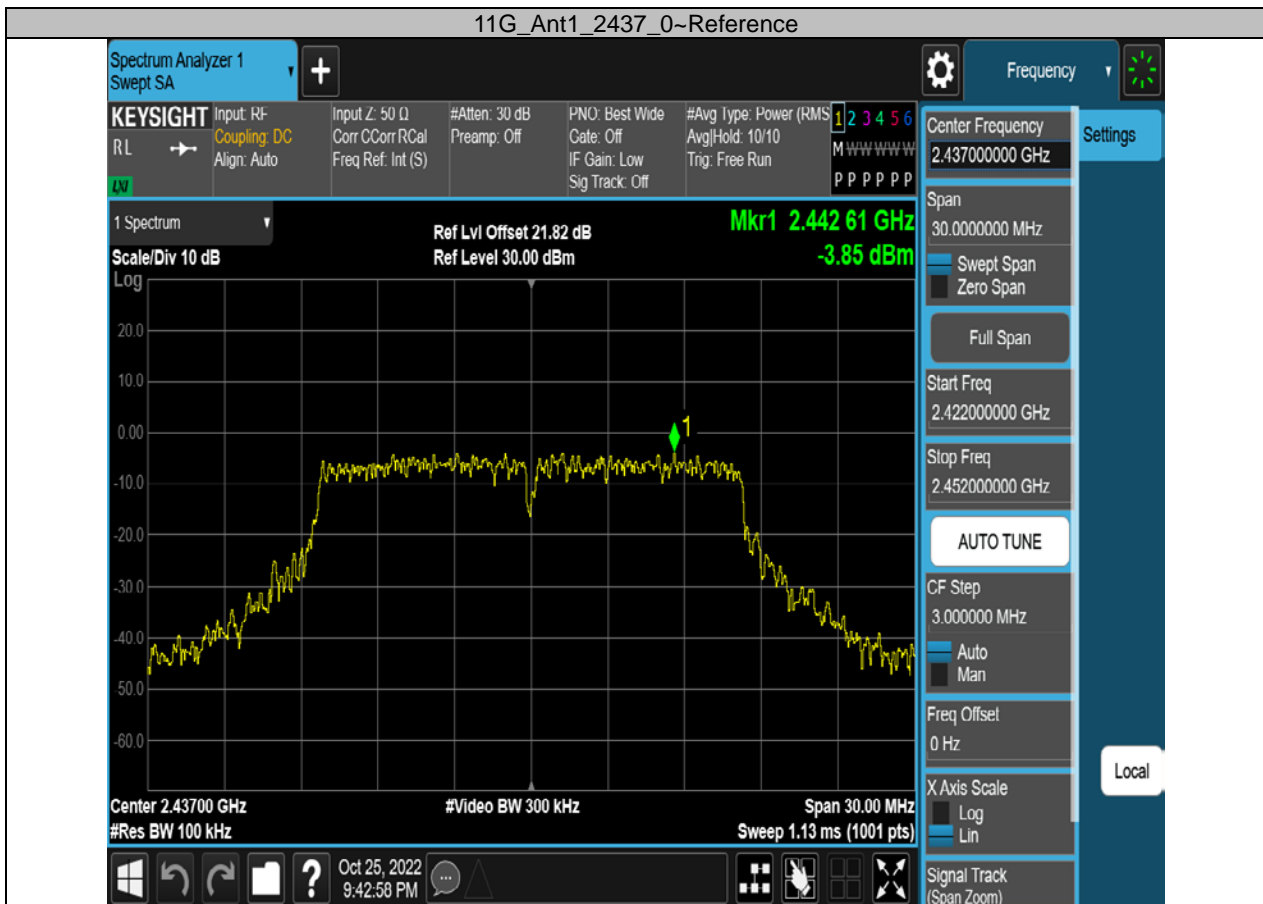 11G_Ant1_2437_0~Reference
Spectrum Analyzer 1
Swept SA
Frequency
KEYSIGHT
RL
LXI
Input: RF
Coupling: DC
Align: Auto
Input Z: 50 Ω
Corr CCorr RCal
Freq Ref: Int (S)
#Atten: 30 dB
Preamp: Off
PNO: Best Wide
Gate: Off
IF Gain: Low
Sig Track: Off
#Avg Type: Power (RMS
Avg|Hold: 10/10
Trig: Free Run
1 2 3 4 5 6
M W W W W W
P P P P P P
1 Spectrum
Scale/Div 10 dB
Log
Ref Lvl Offset 21.82 dB
Ref Level 30.00 dBm
Mkr1 2.442 61 GHz
-3.85 dBm
20.0
10.0
0.00
-10.0
-20.0
-30.0
-40.0
-50.0
-60.0
1
Center 2.43700 GHz
#Res BW 100 kHz
#Video BW 300 kHz
Span 30.00 MHz
Sweep 1.13 ms (1001 pts)
Oct 25, 2022
9:42:58 PM
Center Frequency
2.437000000 GHz
Settings
Span
30.0000000 MHz
Swept Span
Zero Span
Full Span
Start Freq
2.422000000 GHz
Stop Freq
2.452000000 GHz
AUTO TUNE
CF Step
3.000000 MHz
Auto
Man
Freq Offset
0 Hz
Local
X Axis Scale
Log
Lin
Signal Track
(Span Zoom)